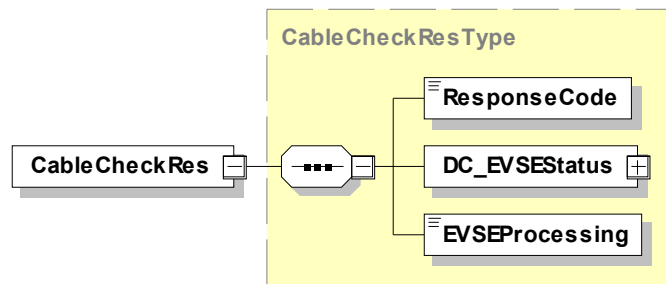 CableCheckResType
ResponseCode
CableCheckRes
DC_EVSEStatus
EVSEProcessing